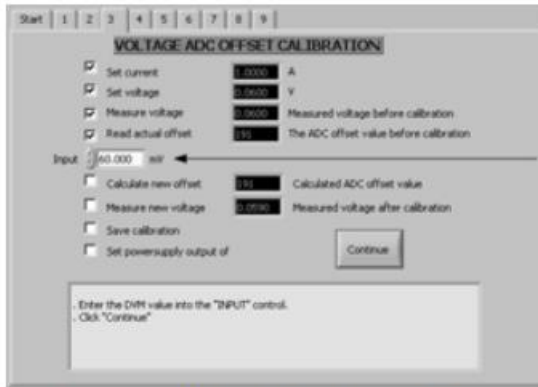 Start 1 2 3 4 5 6 7 8 9
VOLTAGE ADC OFFSET CALIBRATION
Set current 1.0000 A
Set voltage 0.0600 V
Measure voltage 0.0600 Measured voltage before calibration
Read actual offset 191 The ADC offset value before calibration
Input 60.000 mV
Calculate new offset 191 Calculated ADC offset value
Measure new voltage 0.0590 Measured voltage after calibration
Save calibration
Set powersupply output of
Continue
. Enter the DVM value into the "INPUT" control.
. Click "Continue"